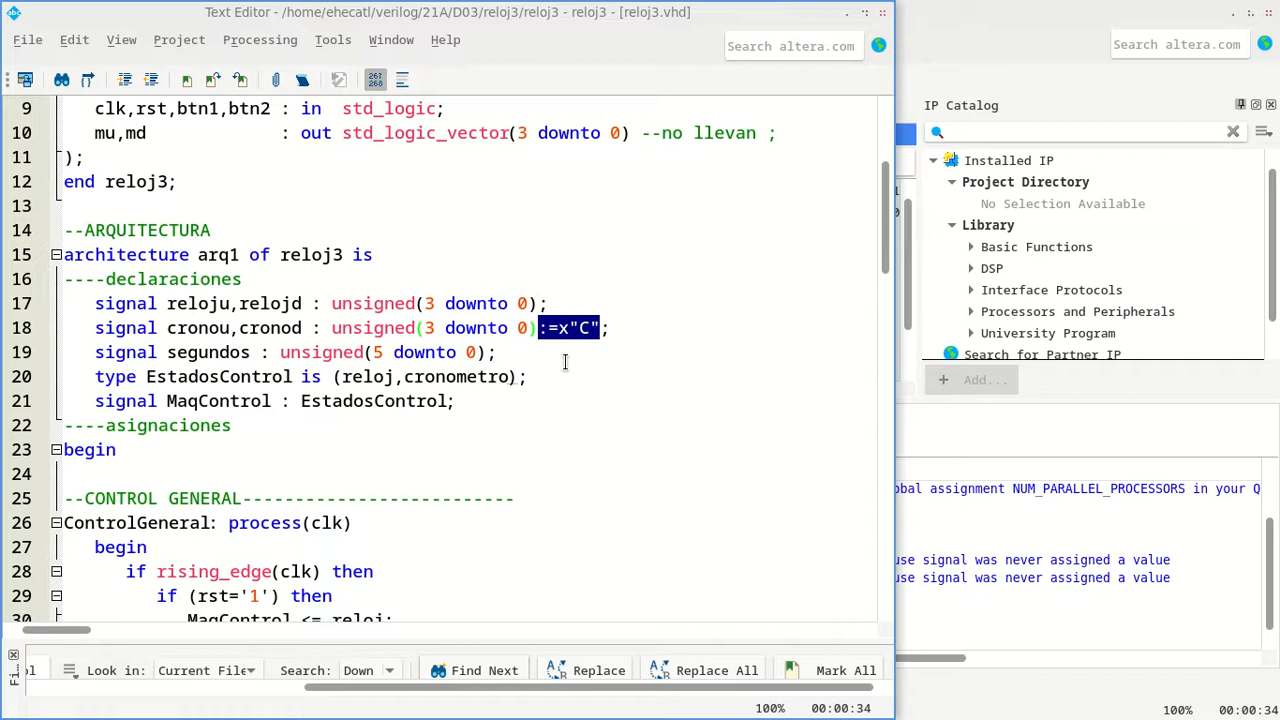 Text Editor - /home/ehecatl/verilog/21A/D03/reloj3/reloj3 - reloj3 - [reloj3.vhd]
File Edit View Project Processing Tools Window Help
Search altera.com
Search altera.com
267
268
9 clk,rst,btn1,btn2 : in std_logic;
10 mu,md : out std_logic_vector(3 downto 0) --no llevan ;
11 );
12 end reloj3;
13
14 --ARQUITECTURA
15 architecture arq1 of reloj3 is
16 ----declaraciones
17 signal reloju,relojd : unsigned(3 downto 0);
18 signal cronou,cronod : unsigned(3 downto 0):=x"C";
19 signal segundos : unsigned(5 downto 0);
20 type EstadosControl is (reloj,cronometro);
21 signal MaqControl : EstadosControl;
22 ----asignaciones
23 begin
24
25 --CONTROL GENERAL--------------------------
26 ControlGeneral: process(clk)
27 begin
28 if rising_edge(clk) then
29 if (rst='1') then
30 MaqControl <= reloj;
Look in: Current File Search: Down Find Next Replace Replace All Mark All
100% 00:00:34
IP Catalog
Installed IP
Project Directory
No Selection Available
Library
Basic Functions
DSP
Interface Protocols
Processors and Peripherals
University Program
Search for Partner IP
+ Add...
obal assignment NUM_PARALLEL_PROCESSORS in your Q
use signal was never assigned a value
use signal was never assigned a value
100% 00:00:34